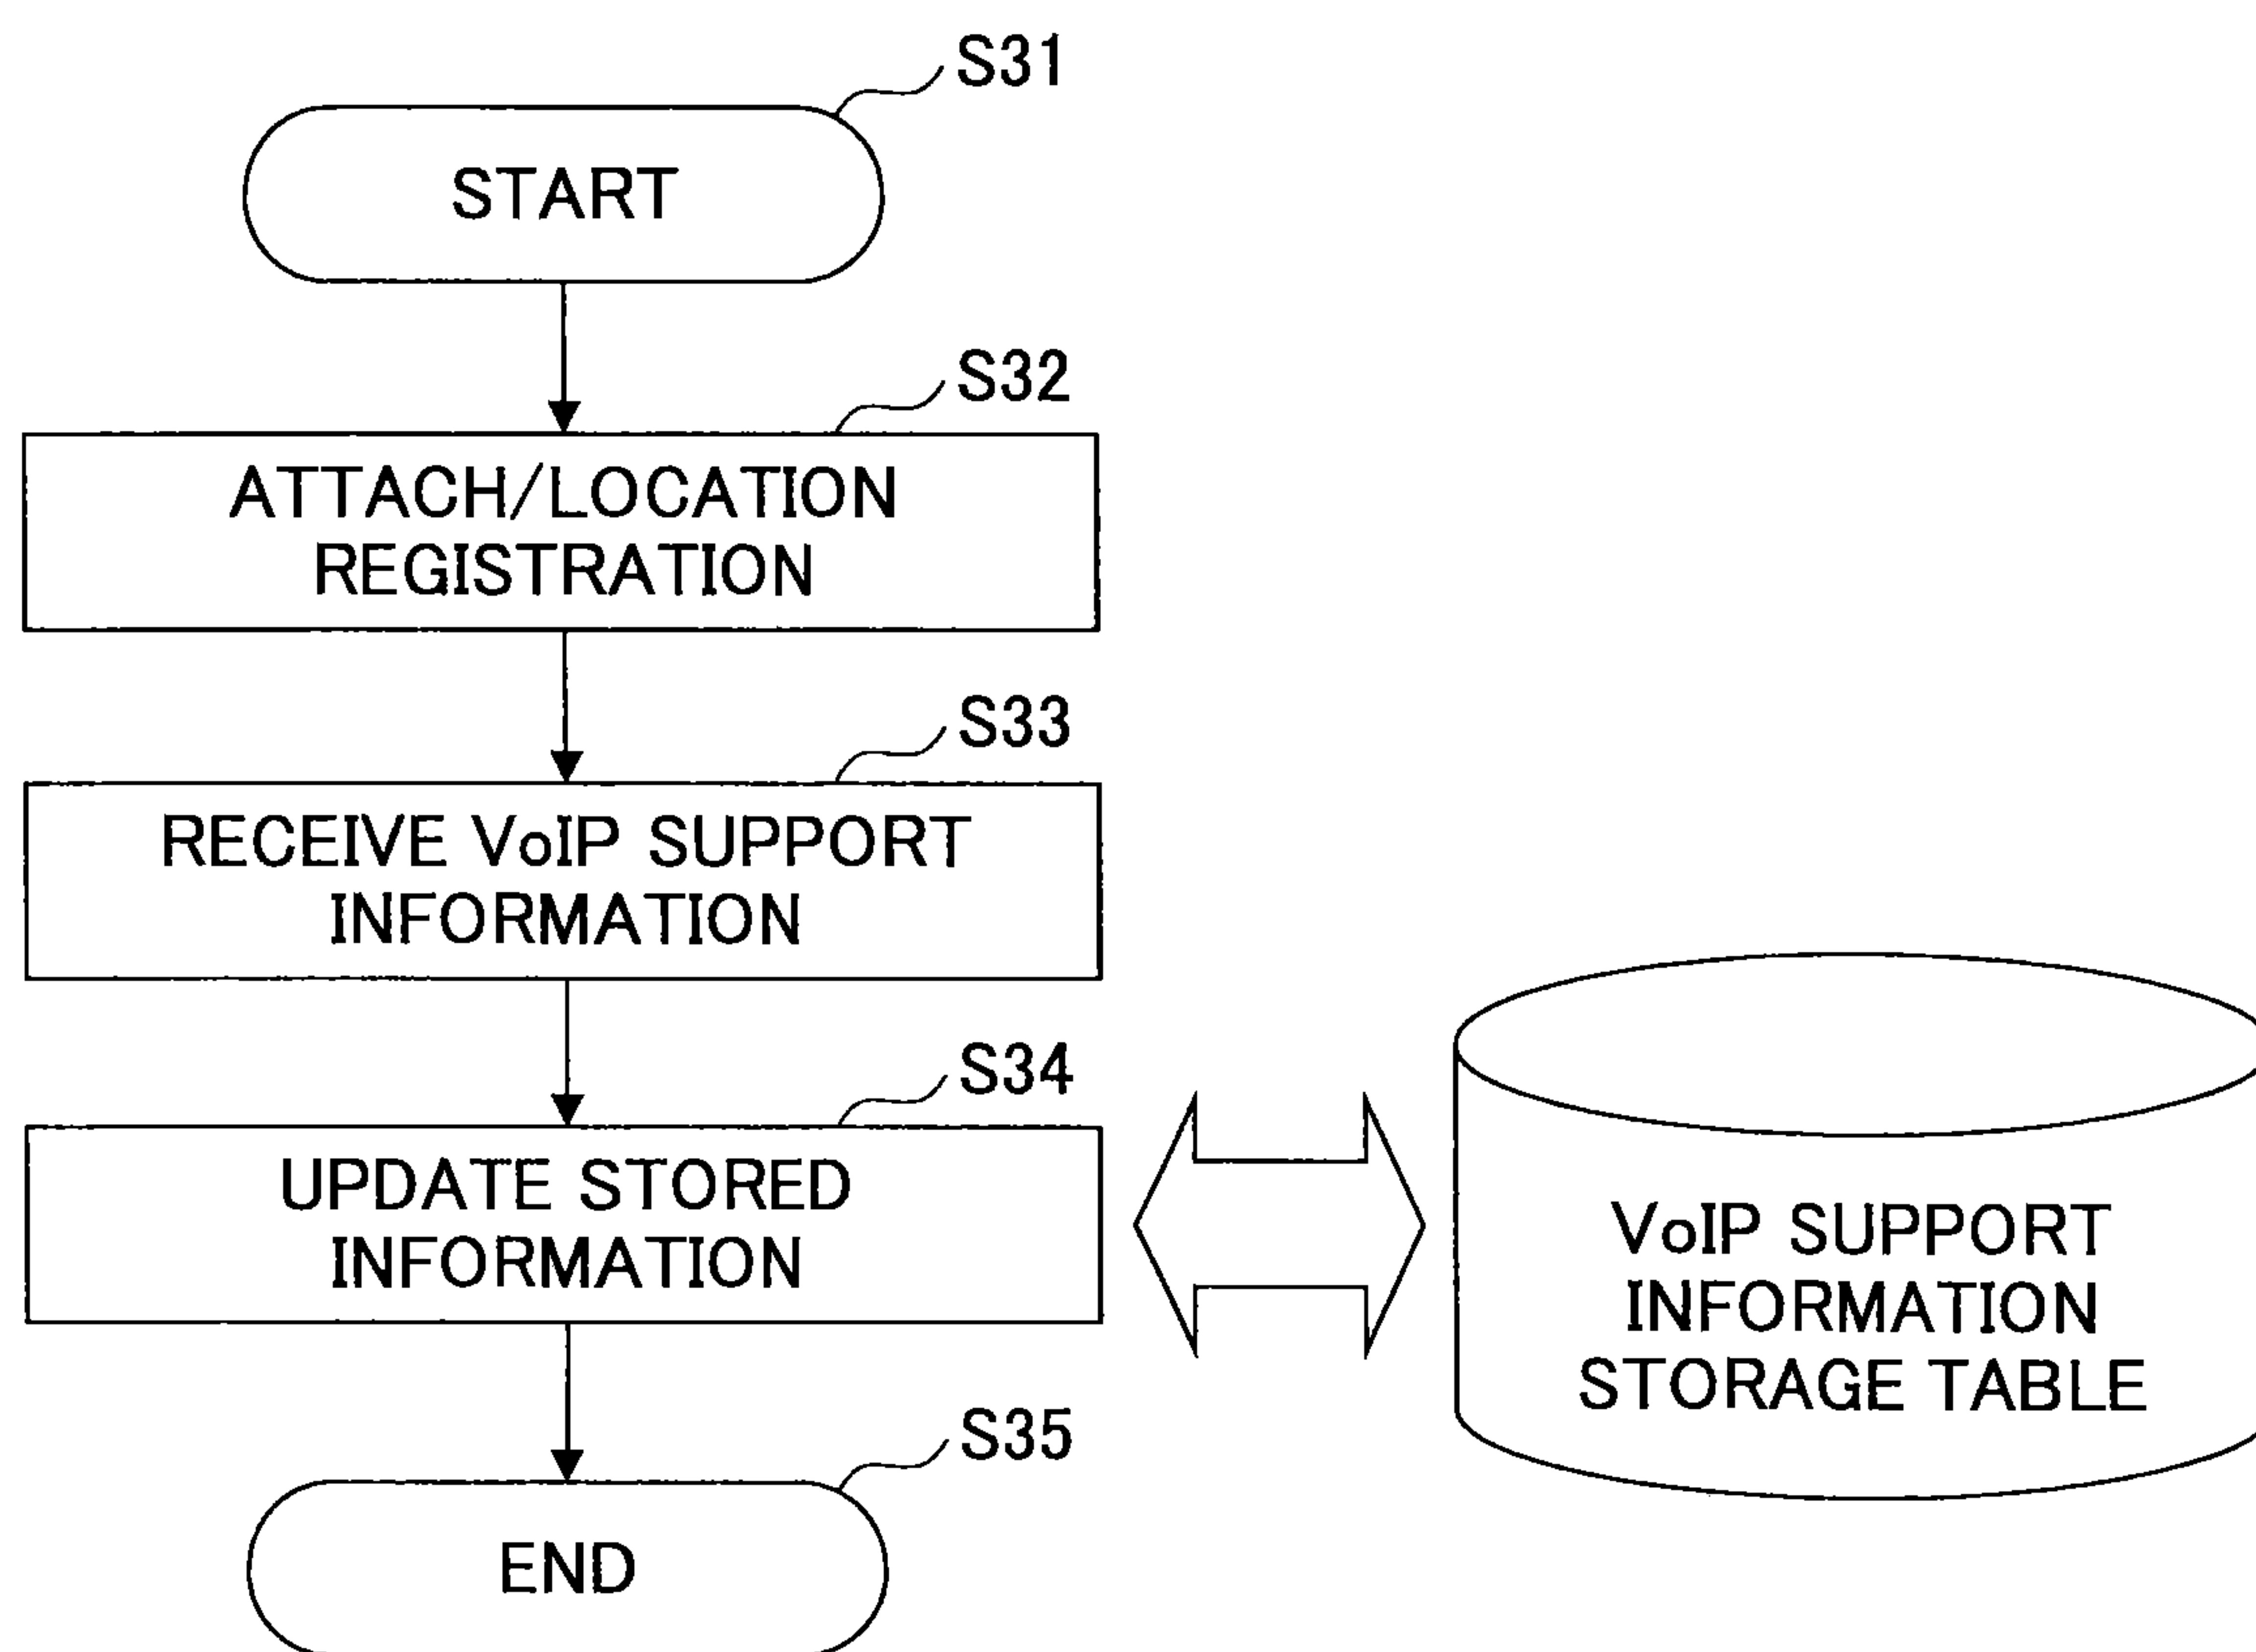 S31
START
S32
ATTACH/LOCATION
REGISTRATION
S33
RECEIVE VoIP SUPPORT
INFORMATION
S34
UPDATE STORED
INFORMATION
VoIP SUPPORT
INFORMATION
STORAGE TABLE
S35
END